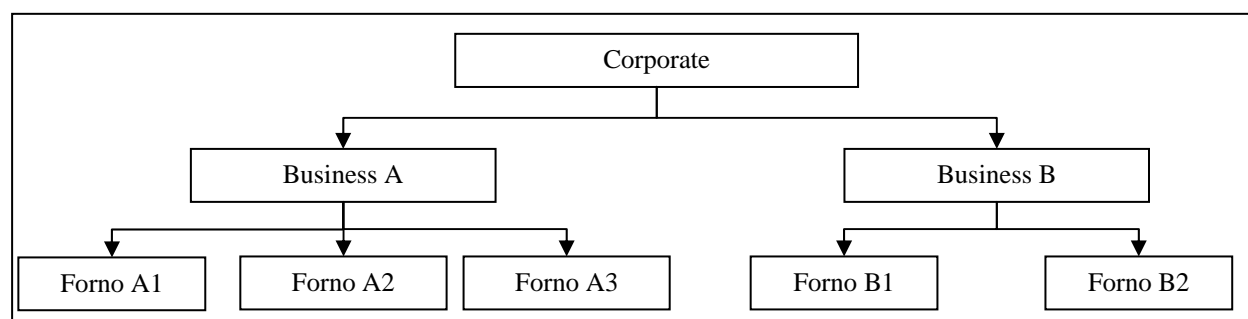 Corporate
Business A
Business B
Forno A1
Forno A2
Forno A3
Forno B1
Forno B2